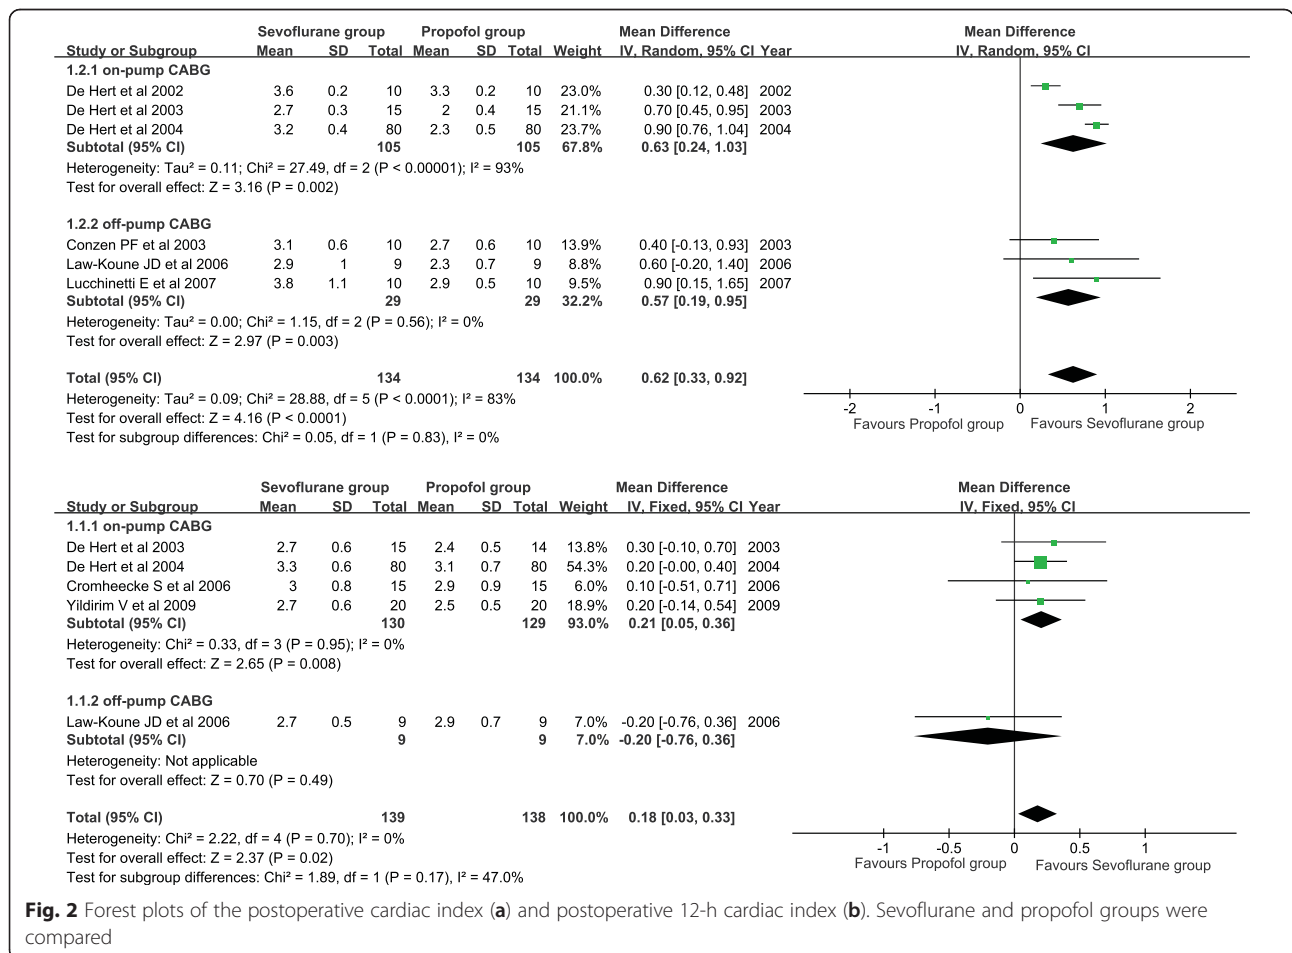 Sevoflurane group Propofol group Mean Difference Mean Difference
Study or Subgroup Mean SD Total Mean SD Total Weight IV, Random, 95% CI Year IV, Random, 95% CI
1.2.1 on-pump CABG
De Hert et al 2002 3.6 0.2 10 3.3 0.2 10 23.0% 0.30 [0.12, 0.48] 2002
De Hert et al 2003 2.7 0.3 15 2 0.4 15 21.1% 0.70 [0.45, 0.95] 2003
De Hert et al 2004 3.2 0.4 80 2.3 0.5 80 23.7% 0.90 [0.76, 1.04] 2004
Subtotal (95% CI) 105 105 67.8% 0.63 [0.24, 1.03]
Heterogeneity: Tau² = 0.11; Chi² = 27.49, df = 2 (P < 0.00001); I² = 93%
Test for overall effect: Z = 3.16 (P = 0.002)
1.2.2 off-pump CABG
Conzen PF et al 2003 3.1 0.6 10 2.7 0.6 10 13.9% 0.40 [-0.13, 0.93] 2003
Law-Koune JD et al 2006 2.9 1 9 2.3 0.7 9 8.8% 0.60 [-0.20, 1.40] 2006
Lucchinetti E et al 2007 3.8 1.1 10 2.9 0.5 10 9.5% 0.90 [0.15, 1.65] 2007
Subtotal (95% CI) 29 29 32.2% 0.57 [0.19, 0.95]
Heterogeneity: Tau² = 0.00; Chi² = 1.15, df = 2 (P = 0.56); I² = 0%
Test for overall effect: Z = 2.97 (P = 0.003)
Total (95% CI) 134 134 100.0% 0.62 [0.33, 0.92]
Heterogeneity: Tau² = 0.09; Chi² = 28.88, df = 5 (P < 0.0001); I² = 83%
Test for overall effect: Z = 4.16 (P < 0.0001)
Test for subgroup differences: Chi² = 0.05, df = 1 (P = 0.83), I² = 0%
-2 -1 0 1 2
Favours Propofol group Favours Sevoflurane group
Sevoflurane group Propofol group Mean Difference Mean Difference
Study or Subgroup Mean SD Total Mean SD Total Weight IV, Fixed, 95% CI Year IV, Fixed, 95% CI
1.1.1 on-pump CABG
De Hert et al 2003 2.7 0.6 15 2.4 0.5 14 13.8% 0.30 [-0.10, 0.70] 2003
De Hert et al 2004 3.3 0.6 80 3.1 0.7 80 54.3% 0.20 [-0.00, 0.40] 2004
Cromheecke S et al 2006 3 0.8 15 2.9 0.9 15 6.0% 0.10 [-0.51, 0.71] 2006
Yildirim V et al 2009 2.7 0.6 20 2.5 0.5 20 18.9% 0.20 [-0.14, 0.54] 2009
Subtotal (95% CI) 130 129 93.0% 0.21 [0.05, 0.36]
Heterogeneity: Chi² = 0.33, df = 3 (P = 0.95); I² = 0%
Test for overall effect: Z = 2.65 (P = 0.008)
1.1.2 off-pump CABG
Law-Koune JD et al 2006 2.7 0.5 9 2.9 0.7 9 7.0% -0.20 [-0.76, 0.36] 2006
Subtotal (95% CI) 9 9 7.0% -0.20 [-0.76, 0.36]
Heterogeneity: Not applicable
Test for overall effect: Z = 0.70 (P = 0.49)
Total (95% CI) 139 138 100.0% 0.18 [0.03, 0.33]
Heterogeneity: Chi² = 2.22, df = 4 (P = 0.70); I² = 0%
Test for overall effect: Z = 2.37 (P = 0.02)
Test for subgroup differences: Chi² = 1.89, df = 1 (P = 0.17), I² = 47.0%
-1 -0.5 0 0.5 1
Favours Propofol group Favours Sevoflurane group
Fig. 2 Forest plots of the postoperative cardiac index (a) and postoperative 12-h cardiac index (b). Sevoflurane and propofol groups were
compared